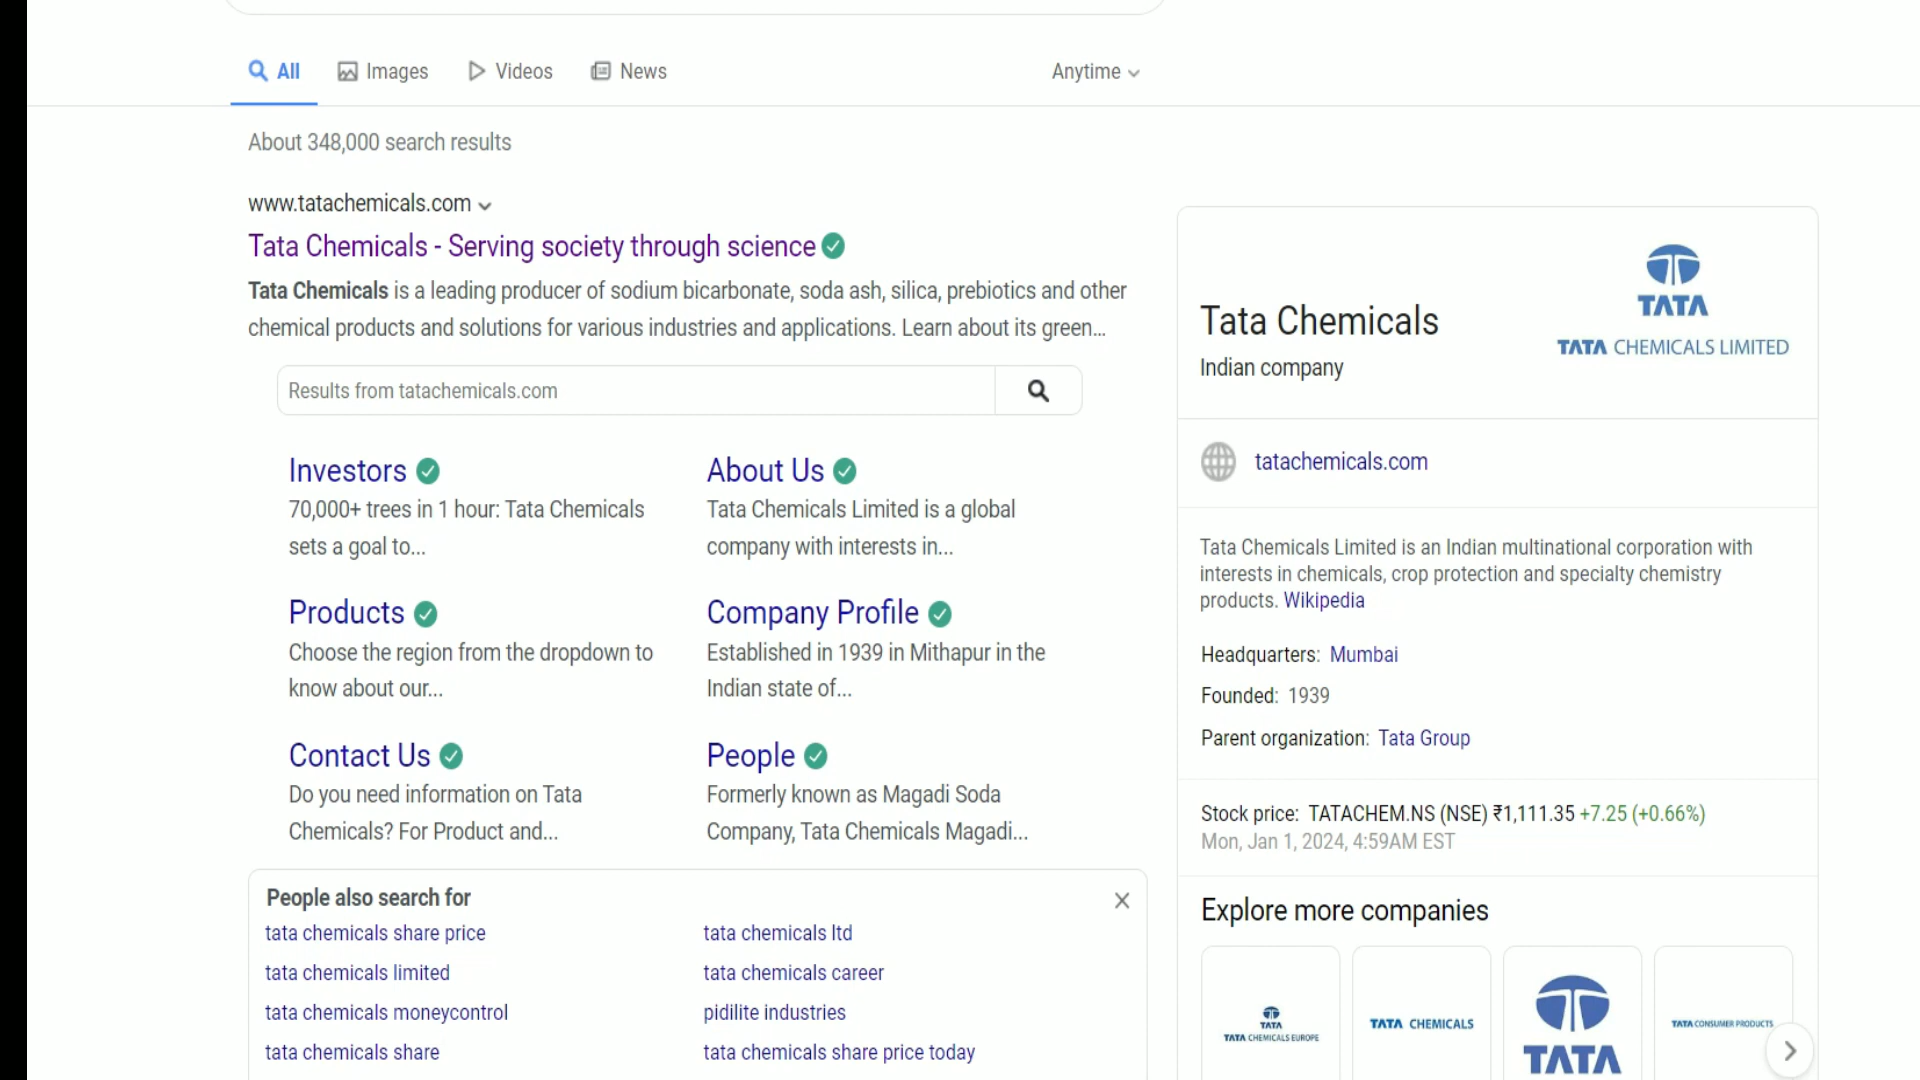 All Images Videos News Anytime
About 348,000 search results
www.tatachemicals.com
Tata Chemicals - Serving society through science
Tata Chemicals is a leading producer of sodium bicarbonate, soda ash, silica, prebiotics and other
chemical products and solutions for various industries and applications. Learn about its green...
Results from tatachemicals.com
Investors
70,000+ trees in 1 hour: Tata Chemicals
sets a goal to...
About Us
Tata Chemicals Limited is a global
company with interests in...
Products
Choose the region from the dropdown to
know about our...
Company Profile
Established in 1939 in Mithapur in the
Indian state of...
Contact Us
Do you need information on Tata
Chemicals? For Product and...
People
Formerly known as Magadi Soda
Company, Tata Chemicals Magadi...
People also search for
tata chemicals share price
tata chemicals ltd
tata chemicals limited
tata chemicals career
tata chemicals moneycontrol
pidilite industries
tata chemicals share
tata chemicals share price today
Tata Chemicals
Indian company
TATA
TATA CHEMICALS LIMITED
tatachemicals.com
Tata Chemicals Limited is an Indian multinational corporation with
interests in chemicals, crop protection and specialty chemistry
products. Wikipedia
Headquarters: Mumbai
Founded: 1939
Parent organization: Tata Group
Stock price: TATACHEM.NS (NSE) ₹1,111.35 +7.25 (+0.66%)
Mon, Jan 1, 2024, 4:59AM EST
Explore more companies
TATA
TATA CHEMICALS EUROPE
TATA CHEMICALS
TATA
TATA CONSUMER PRODUCTS